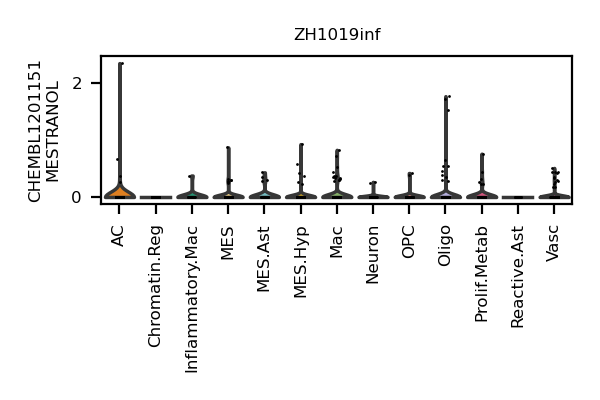 ZH1019inf
CHEMBL1201151
MESTRANOL
2
0
AC
Chromatin.Reg
Inflammatory.Mac
MES
MES.Ast
MES.Hyp
Mac
Neuron
OPC
Oligo
Prolif.Metab
Reactive.Ast
Vasc